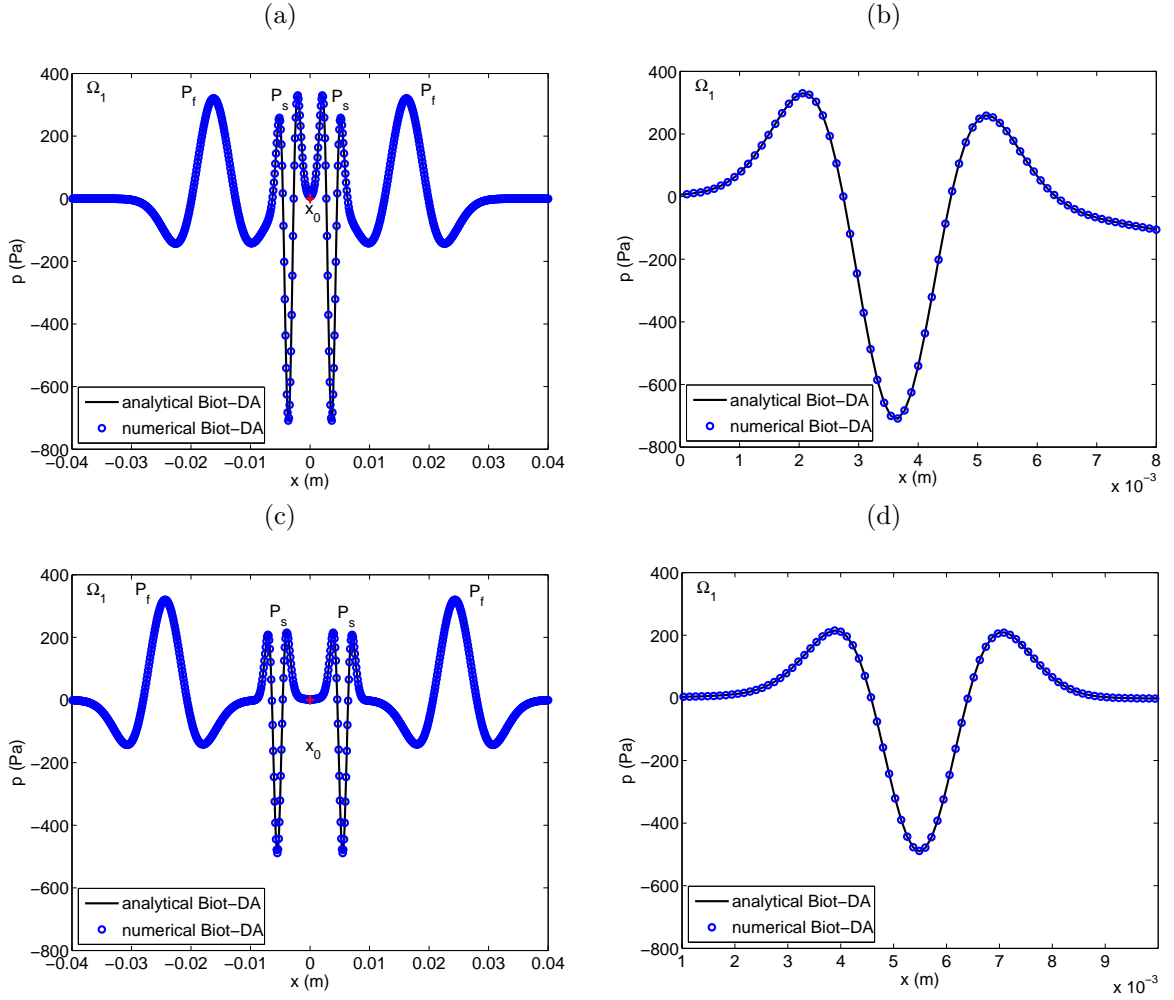 (a)
400
200
0
−200
−400
−600
−800
p (Pa)
Ω1
Pf
Ps
Ps
Pf
x0
analytical Biot−DA
numerical Biot−DA
−0.04 −0.03 −0.02 −0.01 0 0.01 0.02 0.03 0.04
x (m)
(b)
400
200
0
−200
−400
−600
−800
p (Pa)
Ω1
analytical Biot−DA
numerical Biot−DA
0 1 2 3 4 5 6 7 8
x (m)
x 10−3
(c)
400
200
0
−200
−400
−600
−800
p (Pa)
Ω1
Pf
Ps
Ps
Pf
x0
analytical Biot−DA
numerical Biot−DA
−0.04 −0.03 −0.02 −0.01 0 0.01 0.02 0.03 0.04
x (m)
(d)
400
200
0
−200
−400
−600
−800
p (Pa)
Ω1
analytical Biot−DA
numerical Biot−DA
1 2 3 4 5 6 7 8 9
x (m)
x 10−3